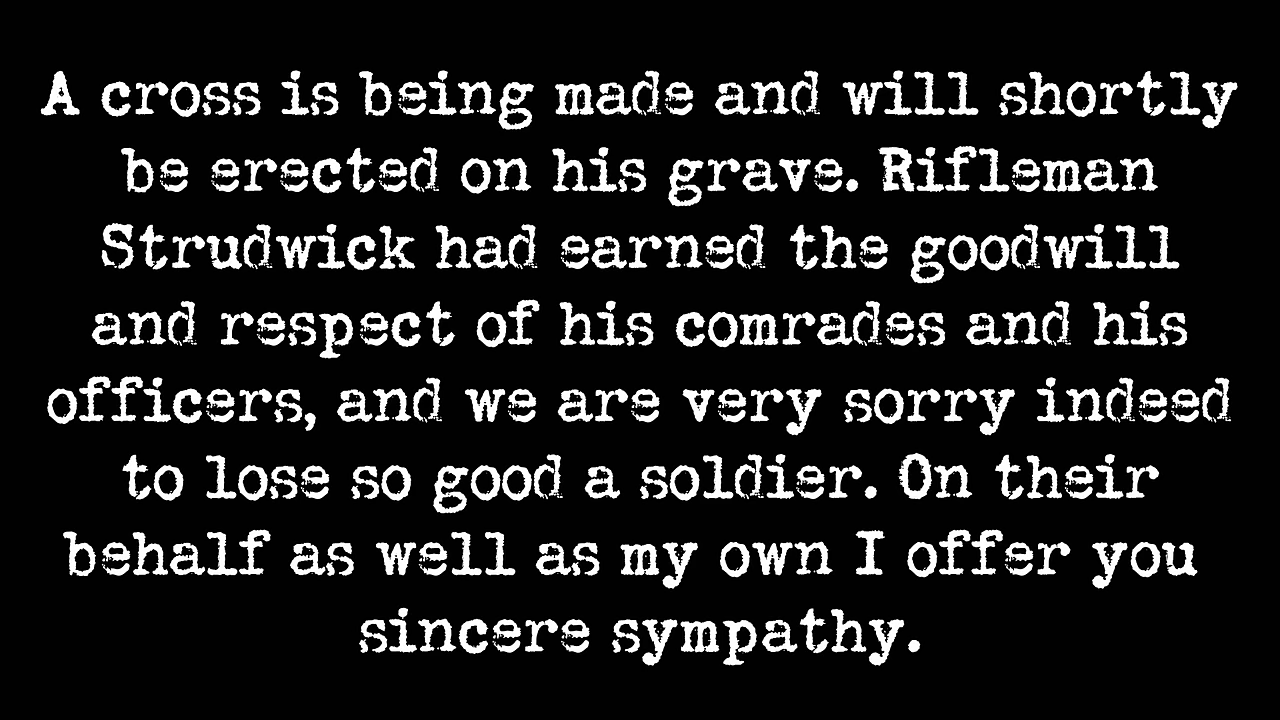 A cross is being made and will shortly
be erected on his grave. Rifleman
Strudwick had earned the goodwill
and respect of his comrades and his
officers, and we are very sorry indeed
to lose so good a soldier. On their
behalf as well as my own I offer you
sincere sympathy.